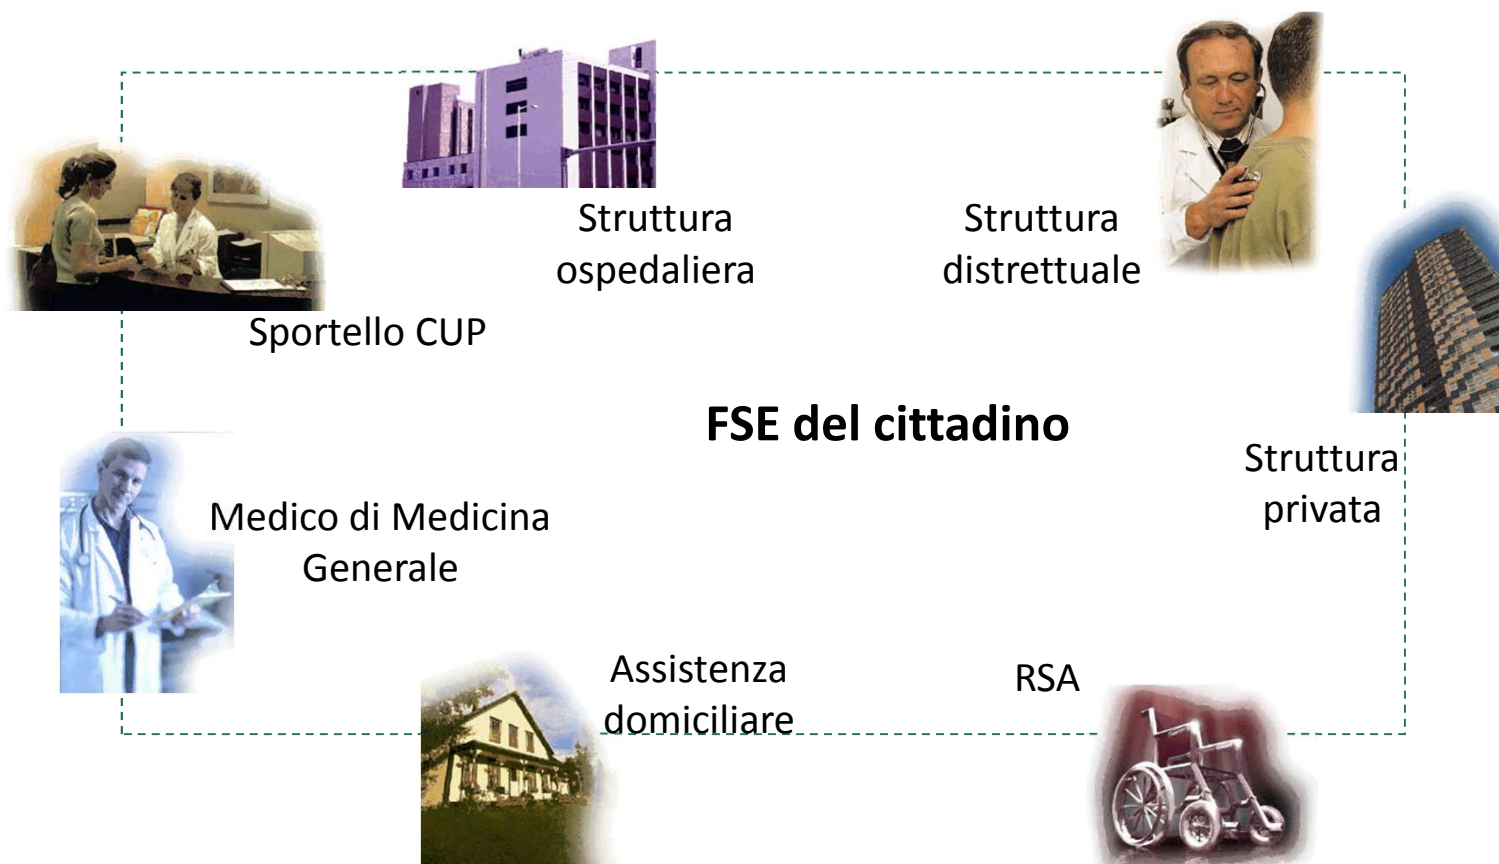 Struttura
ospedaliera
Struttura
distrettuale
Sportello CUP
FSE del cittadino
Struttura
privata
Medico di Medicina
Generale
Assistenza
domiciliare
RSA